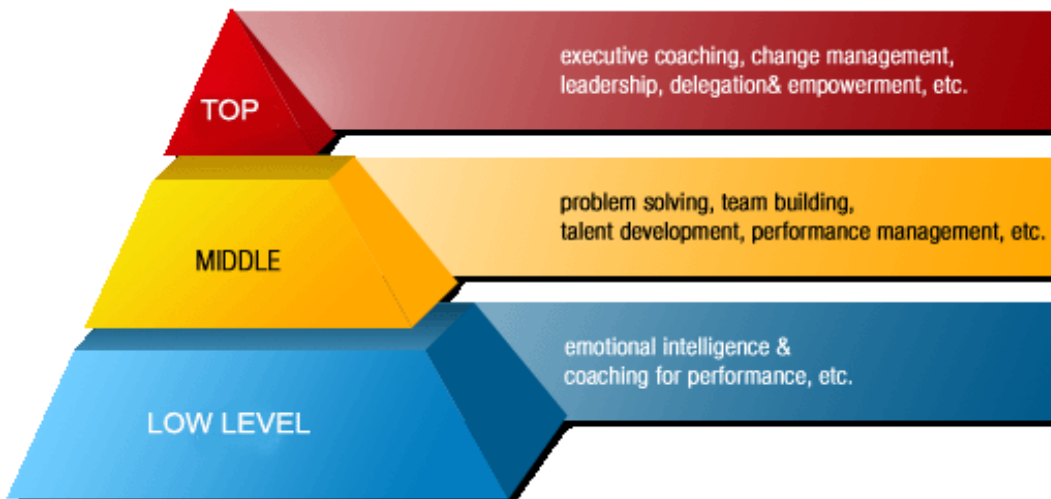 TOP
executive coaching, change management,
leadership, delegation& empowerment, etc.
MIDDLE
problem solving, team building,
talent development, performance management, etc.
LOW LEVEL
emotional intelligence &
coaching for performance, etc.